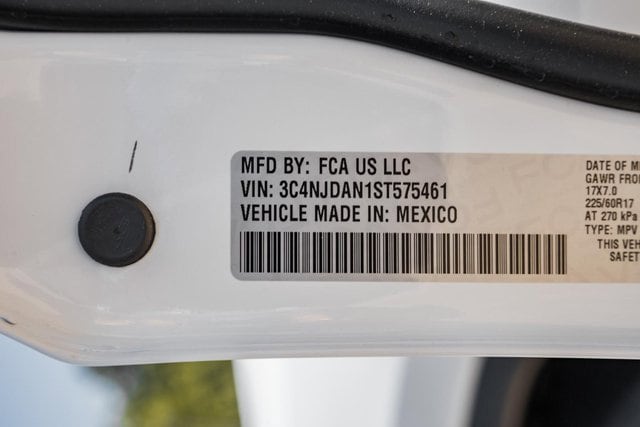 MFD BY: FCA US LLC
VIN: 3C4NJDAN1ST575461
VEHICLE MADE IN: MEXICO
DATE OF M
GAWR FRO
17X7.0
225/60R17
AT 270 kPa
TYPE: MPV
THIS VEH
SAFET